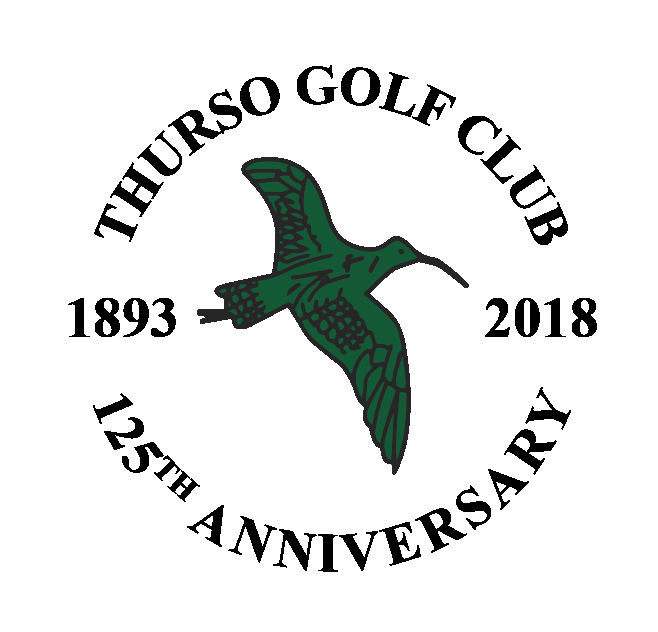 THURSO GOLF CLUB
1893
2018
125TH ANNIVERSARY